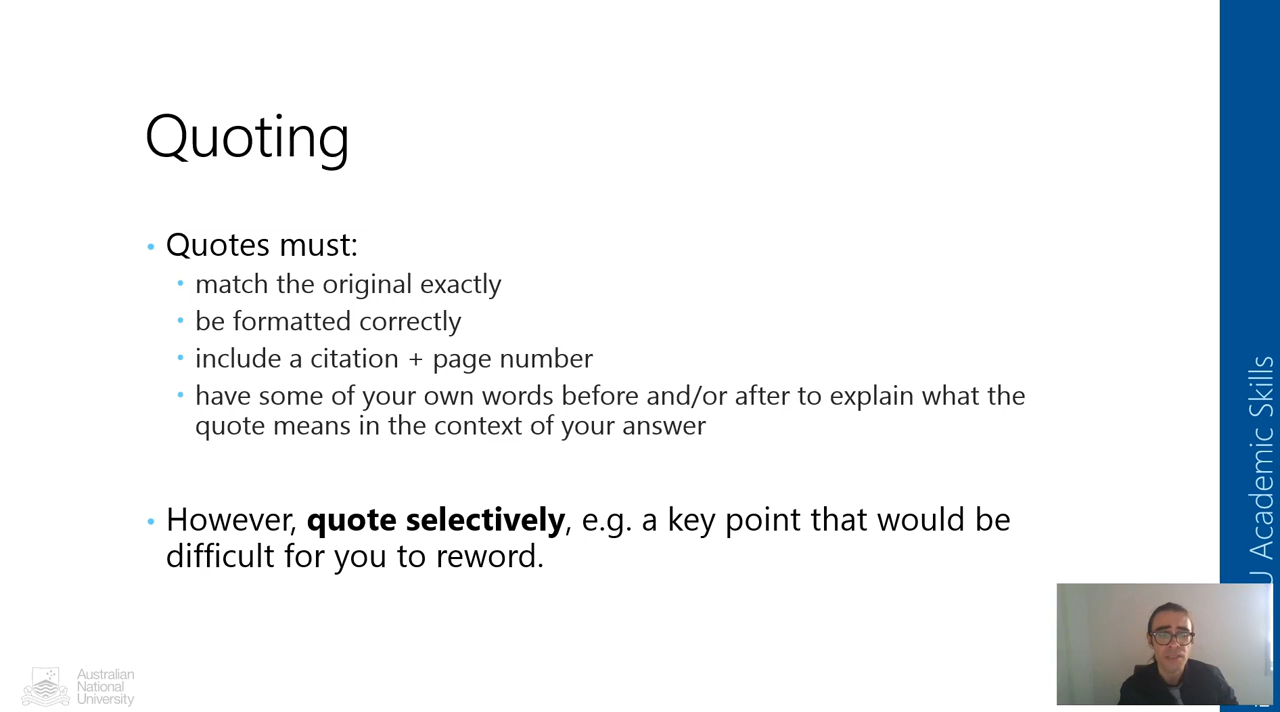 Quoting
• Quotes must:
• match the original exactly
• be formatted correctly
• include a citation + page number
• have some of your own words before and/or after to explain what the
quote means in the context of your answer
• However, quote selectively, e.g. a key point that would be
difficult for you to reword.
Academic Skills
Australian
National
University